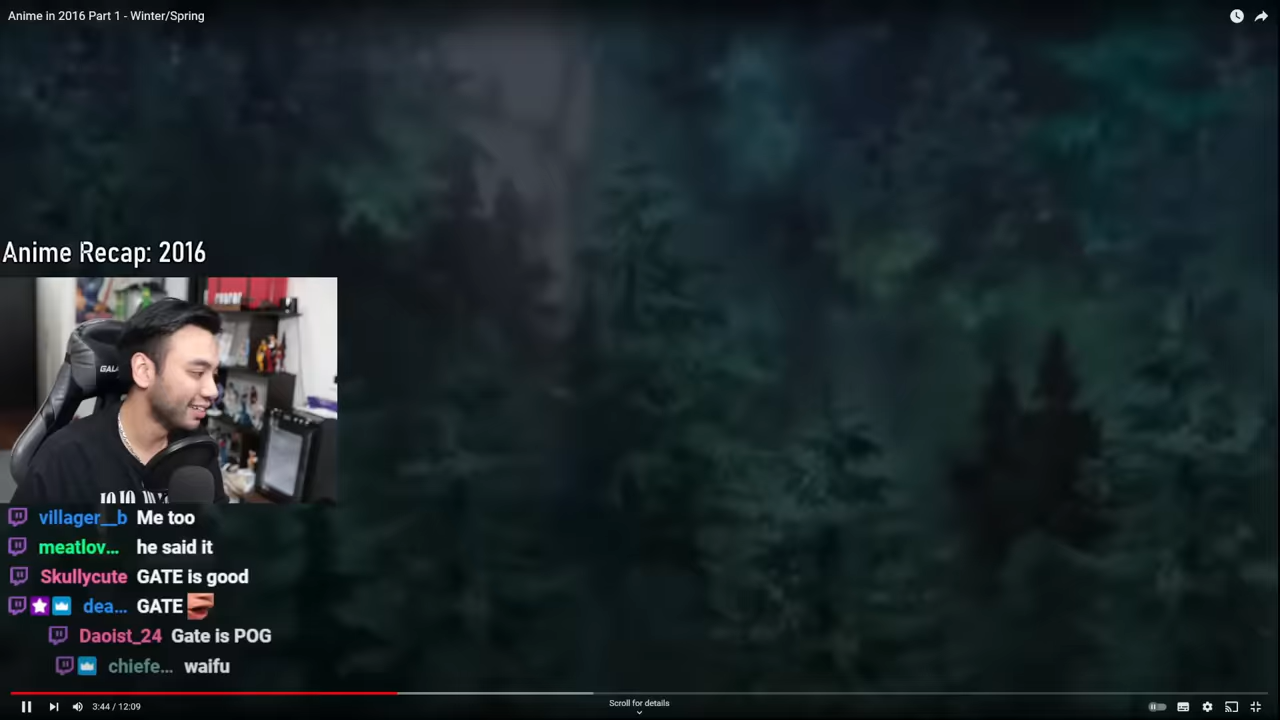 Anime in 2016 Part 1 - Winter/Spring
Anime Recap: 2016
villager__b Me too
meatlov... he said it
Skullycute GATE is good
dea... GATE
Daoist_24 Gate is POG
chiefe... waifu
3:44 / 12:09
Scroll for details